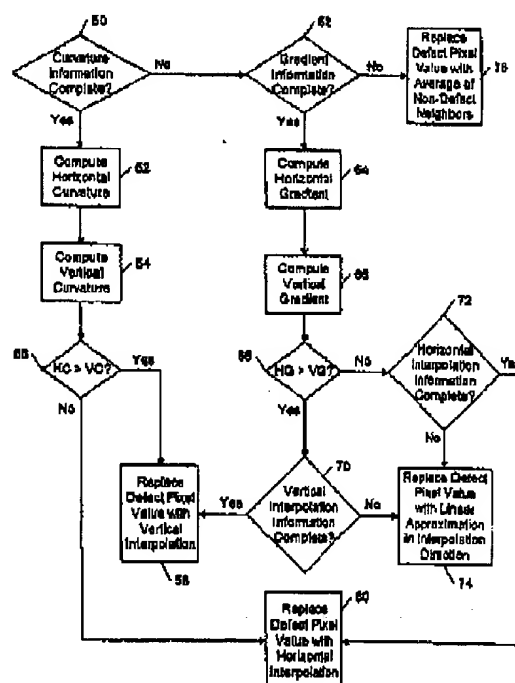 50
Curvature
Information
Complete?
No
Yes
62
Gradient
Information
Complete?
No
Yes
Replace
Defect Pixel
Value with
Average of
Non-Defect
Neighbors
76
Compute
Horizontal
Curvature
52
Compute
Horizontal
Gradient
64
Compute
Vertical
Curvature
54
Compute
Vertical
Gradient
66
HC > VC?
56
Yes
No
HG > VG?
68
No
Yes
72
Horizontal
Interpolation
Information
Complete?
Yes
No
70
Vertical
Interpolation
Information
Complete?
Yes
No
Replace Defect
Pixel Value
with Vertical
Interpolation
58
Replace Defect
Pixel Value
with Linear
Approximation
in Interpolation
Direction
74
60
Replace
Defect Pixel
Value with
Horizontal
Interpolation